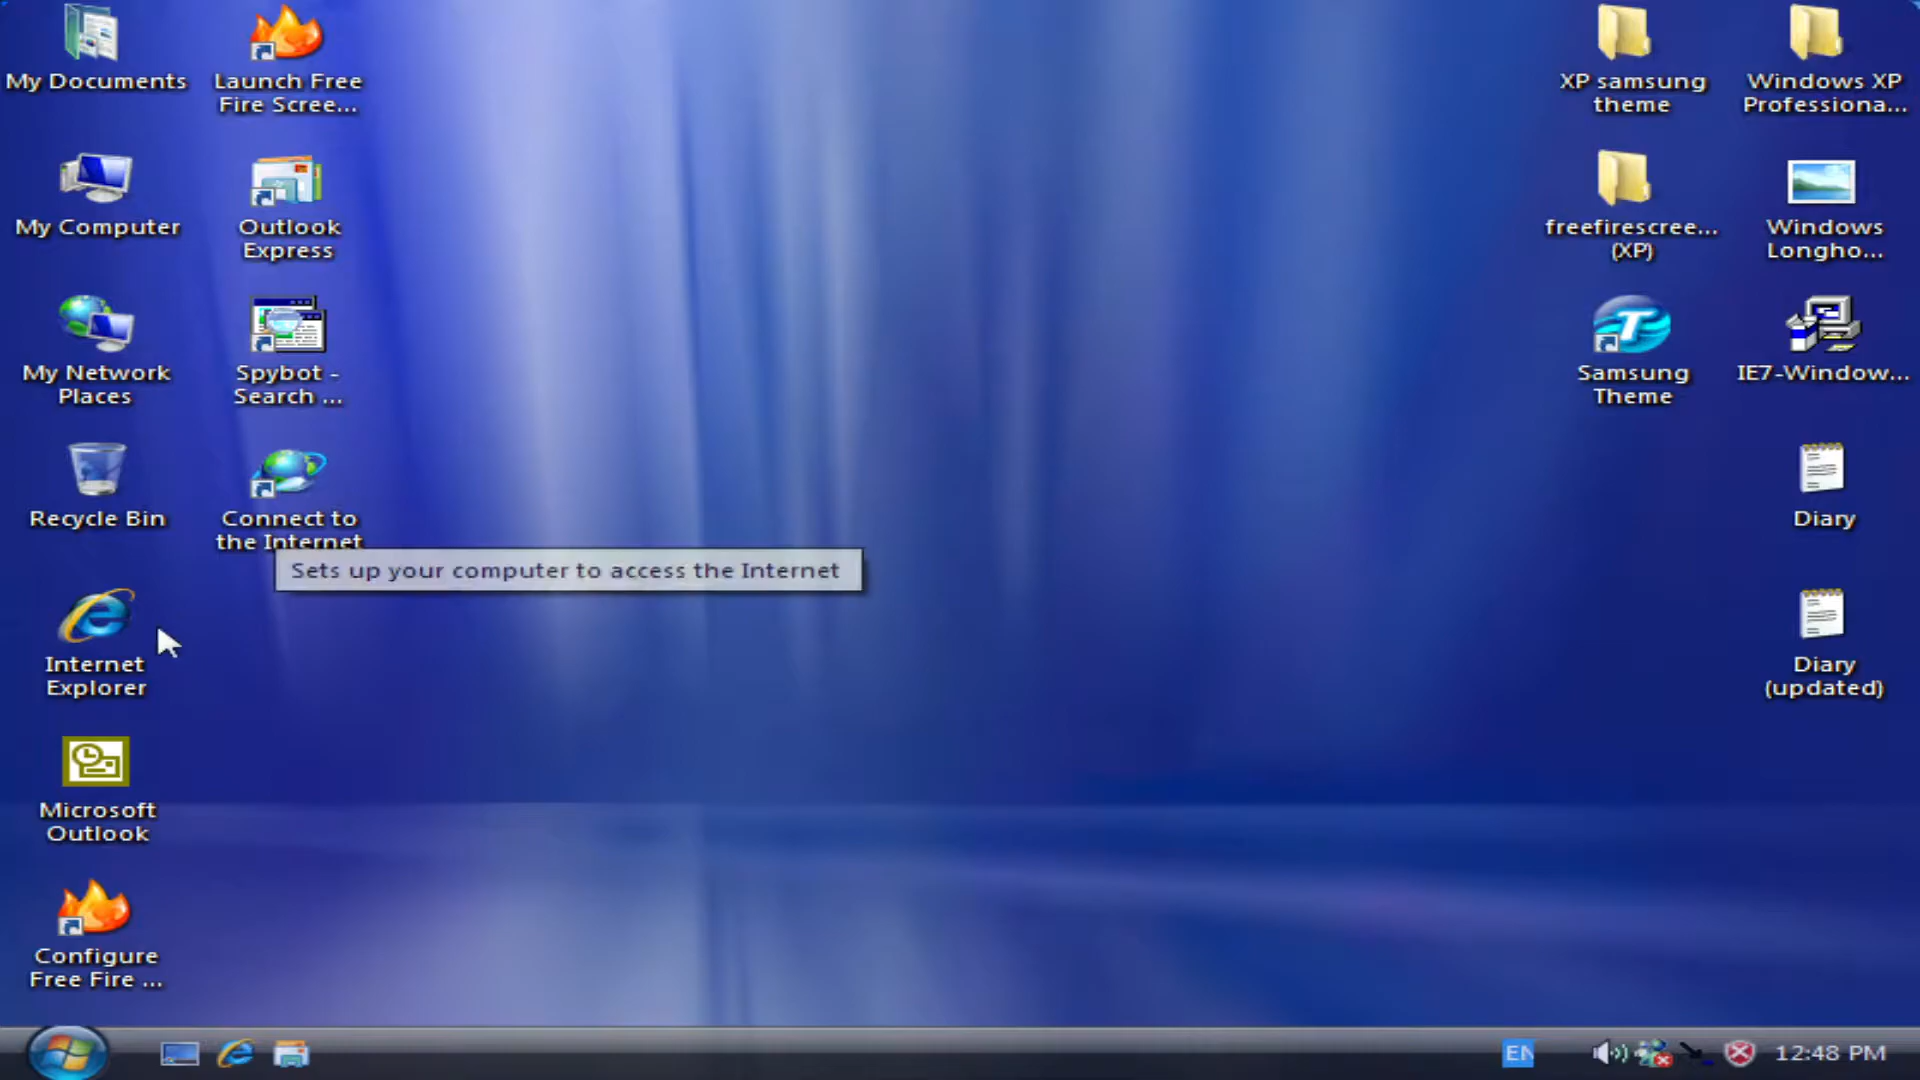 My Documents
Launch Free
Fire Scree...
My Computer
Outlook
Express
My Network
Places
Spybot -
Search ...
Recycle Bin
Connect to
the Internet
Sets up your computer to access the Internet
Internet
Explorer
Microsoft
Outlook
Configure
Free Fire ...
XP samsung
theme
Windows XP
Professiona...
freefirescree...
(XP)
Windows
Longho...
Samsung
Theme
IE7-Window...
Diary
Diary
(updated)
EN
12:48 PM